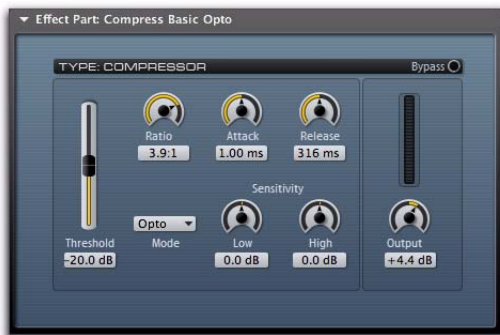 Effect Part: Compress Basic Opto
TYPE: COMPRESSOR
Bypass
Ratio
Attack
Release
3.9:1
1.00 ms
316 ms
Sensitivity
Opto
Threshold
Mode
Low
High
Output
-20.0 dB
0.0 dB
0.0 dB
+4.4 dB